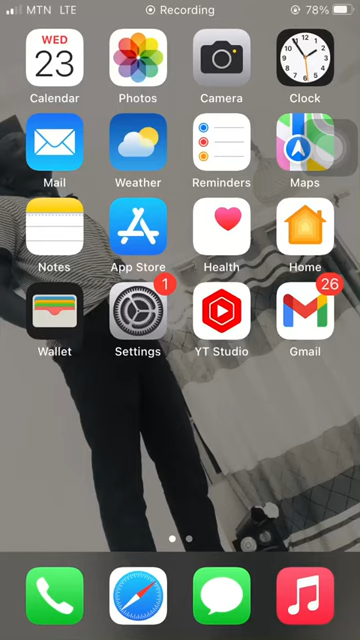 MTN LTE Recording 78%
WED
23
Calendar Photos Camera Clock
Mail Weather Reminders Maps
Notes App Store Health Home
1
26
Wallet Settings YT Studio Gmail